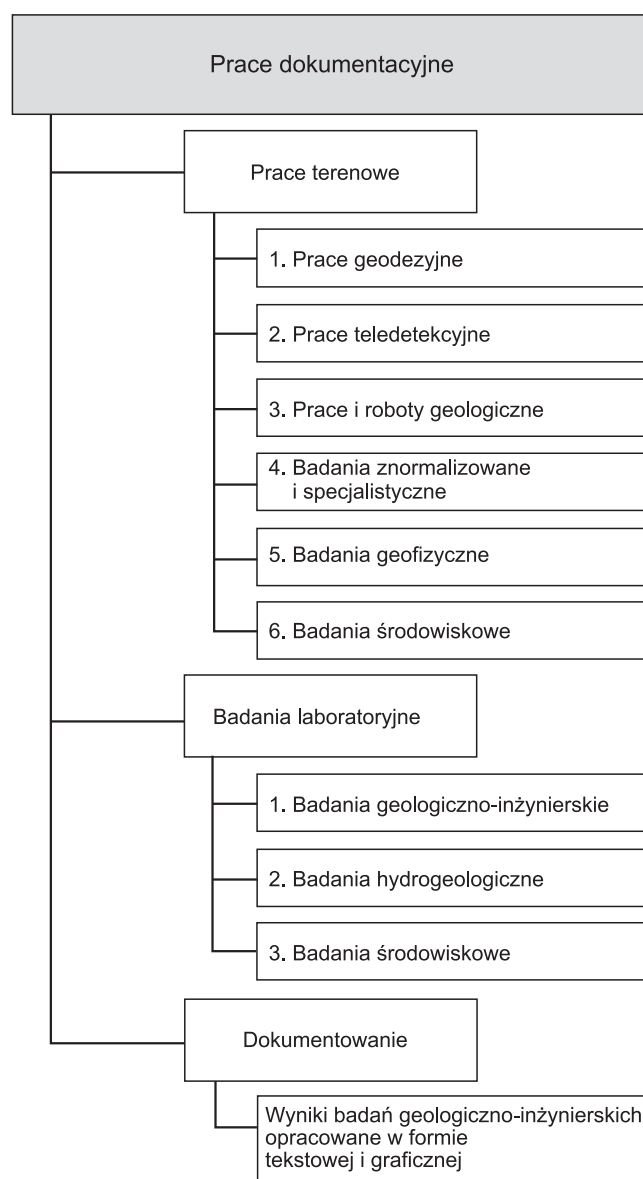 Prace dokumentacyjne
Prace terenowe
1. Prace geodezyjne
2. Prace teledetekcyjne
3. Prace i roboty geologiczne
4. Badania znormalizowane
i specjalistyczne
5. Badania geofizyczne
6. Badania środowiskowe
Badania laboratoryjne
1. Badania geologiczno-inżynierskie
2. Badania hydrogeologiczne
3. Badania środowiskowe
Dokumentowanie
Wyniki badań geologiczno-inżynierskich
opracowane w formie
tekstowej i graficznej